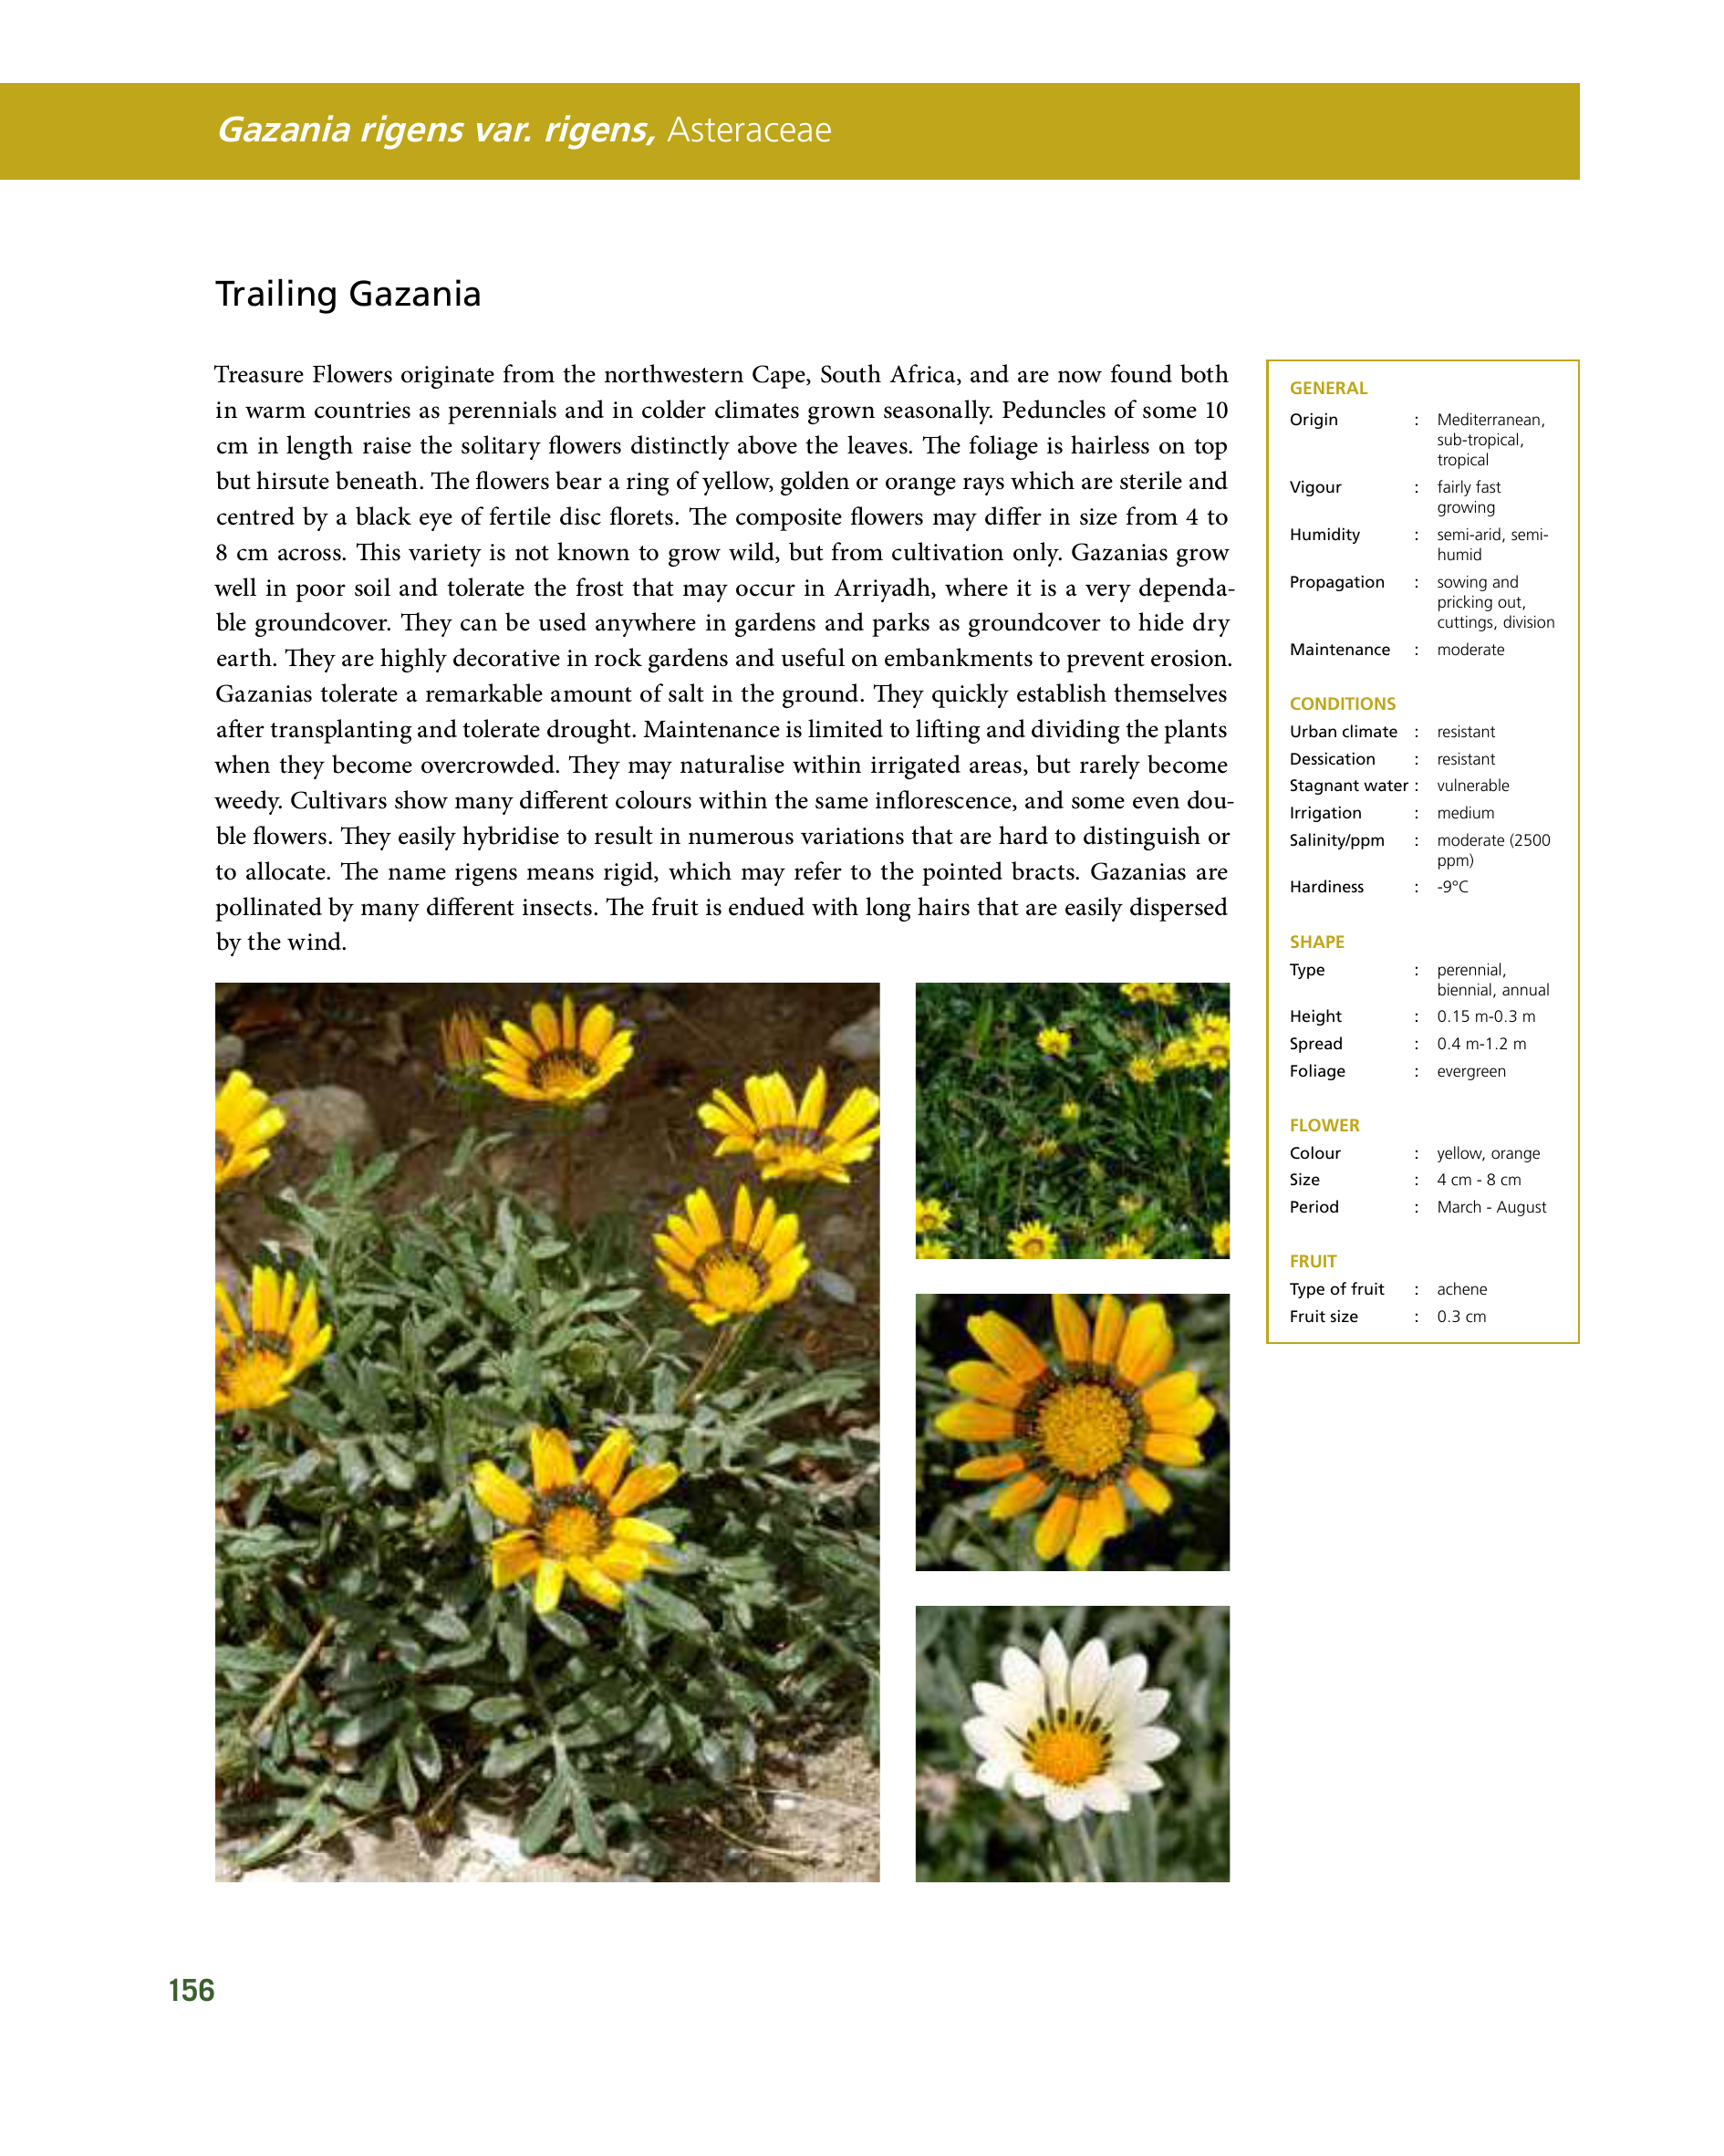 Gazania rigens var. rigens, Asteraceae
Trailing Gazania
Treasure Flowers originate from the northwestern Cape, South Africa, and are now found both
in warm countries as perennials and in colder climates grown seasonally. Peduncles of some 10
cm in length raise the solitary flowers distinctly above the leaves. The foliage is hairless on top
but hirsute beneath. The flowers bear a ring of yellow, golden or orange rays which are sterile and
centred by a black eye of fertile disc florets. The composite flowers may differ in size from 4 to
8 cm across. This variety is not known to grow wild, but from cultivation only. Gazanias grow
well in poor soil and tolerate the frost that may occur in Arriyadh, where it is a very dependa-
ble groundcover. They can be used anywhere in gardens and parks as groundcover to hide dry
earth. They are highly decorative in rock gardens and useful on embankments to prevent erosion.
Gazanias tolerate a remarkable amount of salt in the ground. They quickly establish themselves
after transplanting and tolerate drought. Maintenance is limited to lifting and dividing the plants
when they become overcrowded. They may naturalise within irrigated areas, but rarely become
weedy. Cultivars show many different colours within the same inflorescence, and some even dou-
ble flowers. They easily hybridise to result in numerous variations that are hard to distinguish or
to allocate. The name rigens means rigid, which may refer to the pointed bracts. Gazanias are
pollinated by many different insects. The fruit is endued with long hairs that are easily dispersed
by the wind.
GENERAL
Origin : Mediterranean,
sub-tropical,
tropical
Vigour : fairly fast
growing
Humidity : semi-arid, semi-
humid
Propagation : sowing and
pricking out,
cuttings, division
Maintenance : moderate
CONDITIONS
Urban climate : resistant
Dessication : resistant
Stagnant water : vulnerable
Irrigation : medium
Salinity/ppm : moderate (2500
ppm)
Hardiness : -9°C
SHAPE
Type : perennial,
biennial, annual
Height : 0.15 m-0.3 m
Spread : 0.4 m-1.2 m
Foliage : evergreen
FLOWER
Colour : yellow, orange
Size : 4 cm - 8 cm
Period : March - August
FRUIT
Type of fruit : achene
Fruit size : 0.3 cm
156